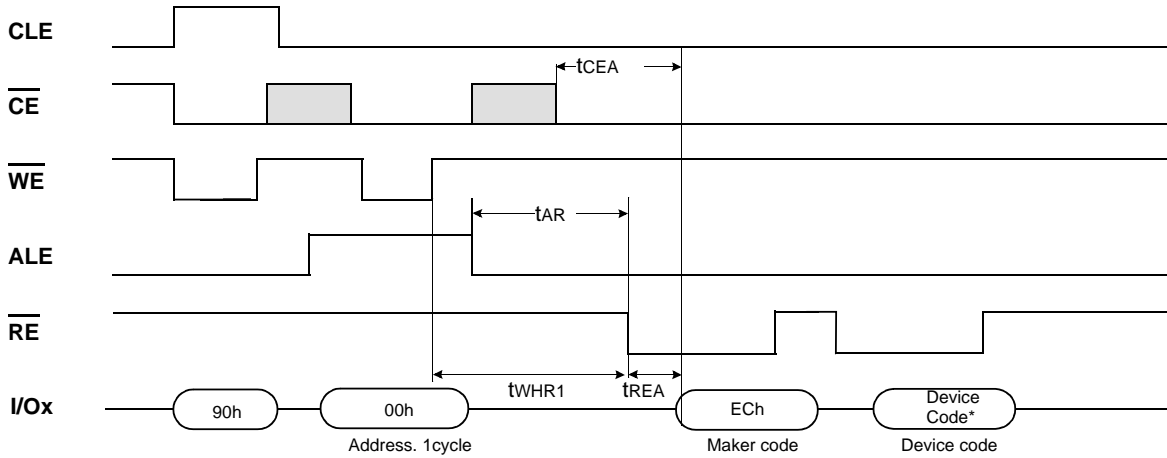 CLE
tCEA
CE
WE
tAR
ALE
RE
tWHR1 tREA
I/Ox 90h 00h ECh Device
Code*
Address. 1cycle Maker code Device code